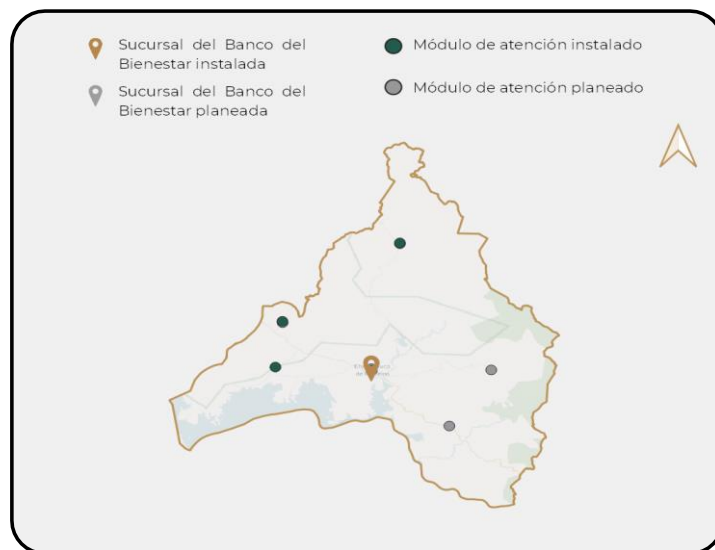 Sucursal del Banco del
Bienestar instalada
Sucursal del Banco del
Bienestar planeada
Módulo de atención instalado
Módulo de atención planeado